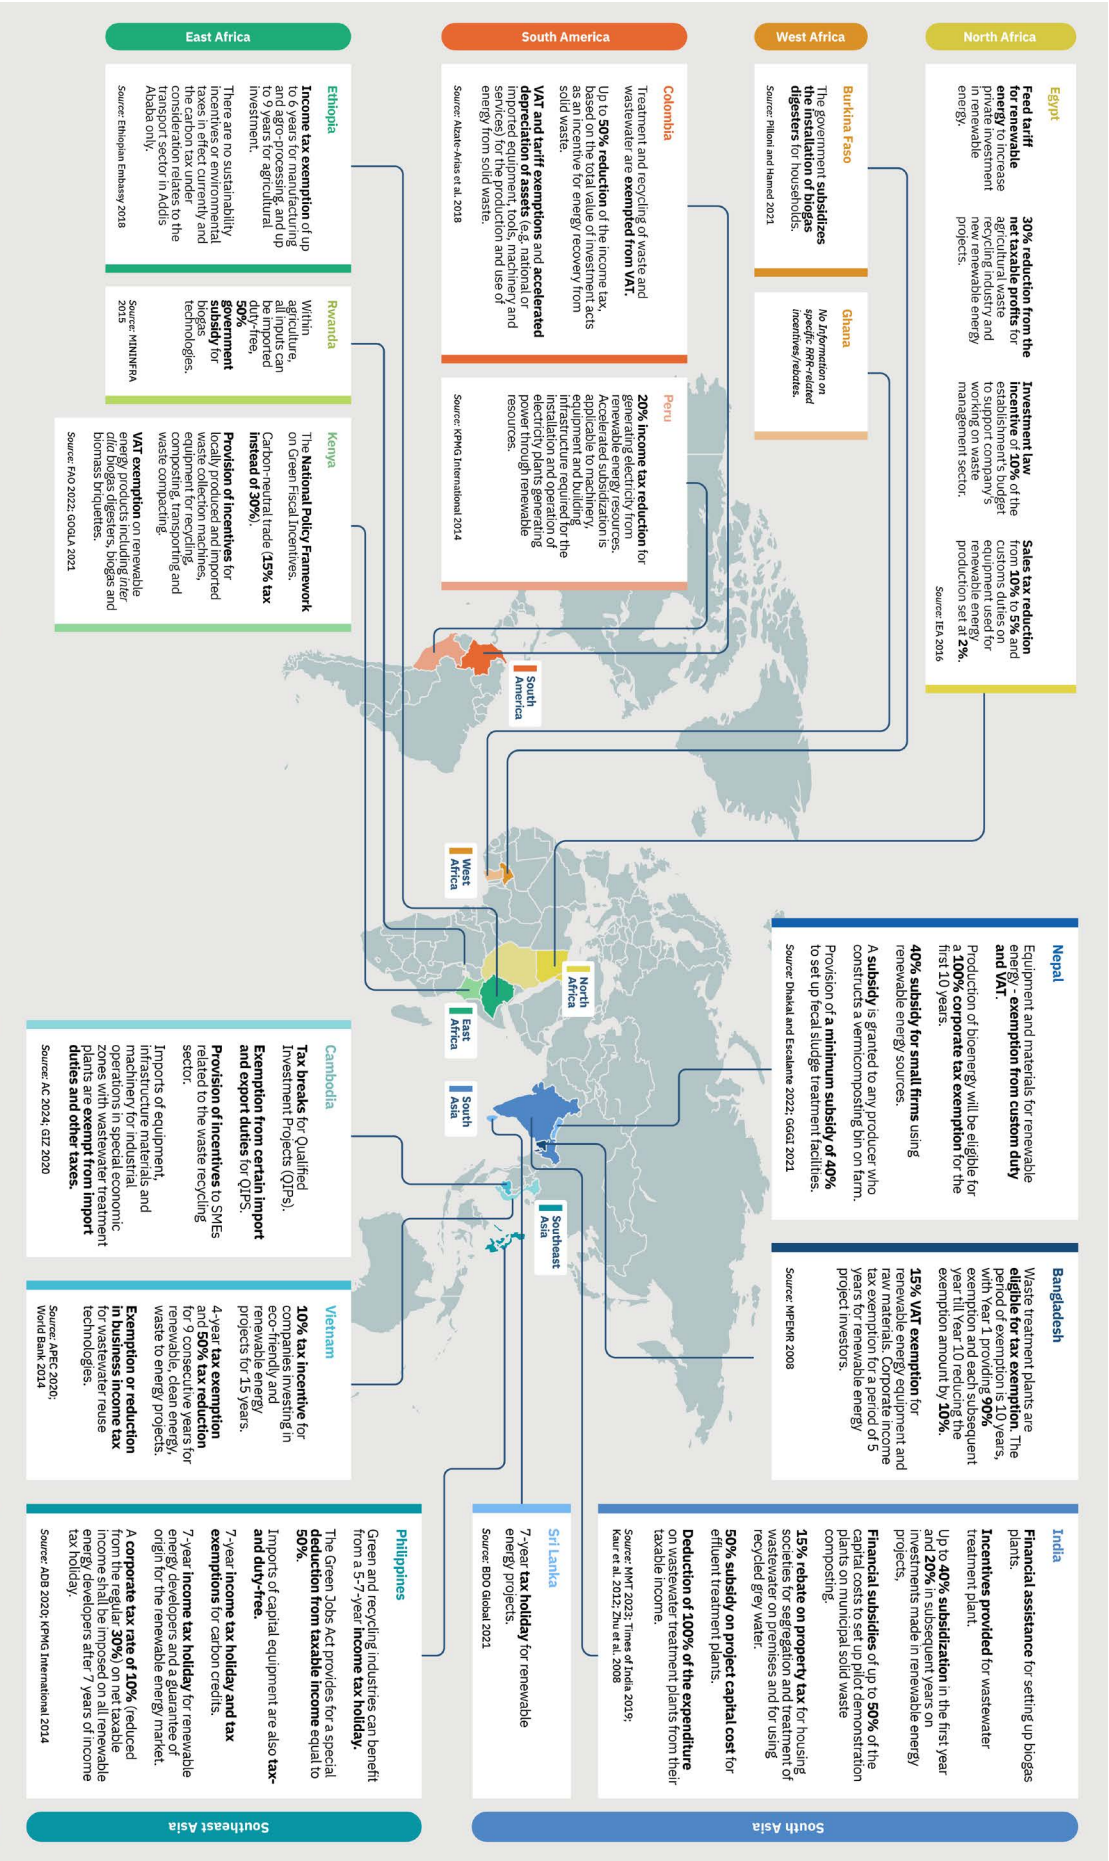 North Africa
Egypt
Feed tariff
for renewable
energy to increase
private investment
in renewable
energy.
30% reduction from the
net taxable profits for
agricultural waste
recycling industry and
new renewable energy
projects.
Investment law
incentive of 10% of the
establishment's budget
to support company's
working on waste
management sector.
Sales tax reduction
from 10% to 5% and
customs duties on
equipment used for
renewable energy
production set at 2%.
Source: IEA 2016
West Africa
Burkina Faso
The government subsidizes
the installation of biogas
digesters for households.
Source: Pilloni and Hamed 2021
Ghana
No Information on
specific RRR-related
incentives/rebates.
South America
Colombia
Treatment and recycling of waste and
wastewater are exempted from VAT.
Up to 50% reduction of the income tax,
based on the total value of investment acts
as an incentive for energy recovery from
solid waste.
VAT and tariff exemptions and accelerated
depreciation of assets (e.g. national or
imported equipment, tools, machinery and
services) for the production and use of
energy from solid waste.
Source: Alzate-Arias et al. 2018
Peru
20% income tax reduction for
generating electricity from
renewable energy resources.
Accelerated subsidization is
applicable to machinery,
equipment and building
infrastructure required for the
installation and operation of
electricity plants generating
power through renewable
resources.
Source: KPMG International 2014
East Africa
Ethiopia
Income tax exemption of up
to 6 years for manufacturing
and agro-processing, and up
to 9 years for agricultural
investment.
There are no sustainability
incentives or environmental
taxes in effect currently and
the carbon tax under
consideration relates to the
transport sector in Addis
Ababa only.
Source: Ethiopian Embassy 2018
Rwanda
Within
agriculture,
all inputs can
be imported
duty-free,
50%
government
subsidy for
biogas
technologies.
Source: MININFRA
2015
Kenya
The National Policy Framework
on Green Fiscal Incentives.
Carbon-neutral trade (15% tax
instead of 30%).
Provision of incentives for
locally produced and imported
waste collection machines,
equipment for recycling,
composting, transporting and
waste compacting.
VAT exemption on renewable
energy products including inter
alia biogas digesters, biogas and
biomass briquettes.
Source: FAO 2022; GOGLA 2021
South
America
West
Africa
North
Africa
East
Africa
South
Asia
Southeast
Asia
Nepal
Equipment and materials for renewable
energy - exemption from custom duty
and VAT.
Production of bioenergy will be eligible for
a 100% corporate tax exemption for the
first 10 years.
40% subsidy for small firms using
renewable energy sources.
A subsidy is granted to any producer who
constructs a vermicomposting bin on farm.
Provision of a minimum subsidy of 40%
to set up fecal sludge treatment facilities.
Source: Dhakal and Escalante 2022; GGGI 2021
Bangladesh
Waste treatment plants are
eligible for tax exemption. The
period of exemption is 10 years,
with Year 1 providing 90%
exemption and each subsequent
year till Year 10 reducing the
exemption amount by 10%.
15% VAT exemption for
renewable energy equipment and
raw materials. Corporate income
tax exemption for a period of 5
years for renewable energy
project investors.
Source: MPEMR 2008
India
Financial assistance for setting up biogas
plants.
Incentives provided for wastewater
treatment plant.
Up to 40% subsidization in the first year
and 20% in subsequent years on
investments made in renewable energy
projects,
Financial subsidies of up to 50% of the
capital costs to set up pilot demonstration
plants on municipal solid waste
composting.
15% rebate on property tax for housing
societies for segregation and treatment of
wastewater on premises and for using
recycled grey water.
50% subsidy on project capital cost for
effluent treatment plants.
Deduction of 100% of the expenditure
on wastewater treatment plants from their
taxable income.
Source: MMT 2023; Times of India 2019;
Kaur et al. 2012; Zhu et al. 2008
Sri Lanka
7-year tax holiday for renewable
energy projects.
Source: BDO Global 2021
South Asia
Cambodia
Tax breaks for Qualified
Investment Projects (QIPs).
Exemption from certain import
and export duties for QIPS.
Provision of incentives to SMEs
related to the waste recycling
sector.
Imports of equipment,
infrastructure materials and
machinery for industrial
operations in special economic
zones with wastewater treatment
plants are exempt from import
duties and other taxes.
Source: AC 2024; GIZ 2020
Vietnam
10% tax incentive for
companies investing in
eco-friendly and
renewable energy
projects for 15 years.
4-year tax exemption
and 50% tax reduction
for 9 consecutive years for
renewable, clean energy,
waste to energy projects.
Exemption or reduction
in business income tax
for wastewater reuse
technologies.
Source: APEC 2020;
World Bank 2014
Philippines
Green and recycling industries can benefit
from a 5–7-year income tax holiday.
The Green Jobs Act provides for a special
deduction from taxable income equal to
50%.
Imports of capital equipment are also tax-
and duty-free.
7-year income tax holiday and tax
exemptions for carbon credits.
7-year income tax holiday for renewable
energy developers and a guarantee of
origin for the renewable energy market.
A corporate tax rate of 10% (reduced
from the regular 30%) on net taxable
income shall be imposed on all renewable
energy developers after 7 years of income
tax holiday.
Source: ADB 2020; KPMG International 2014
Southeast Asia